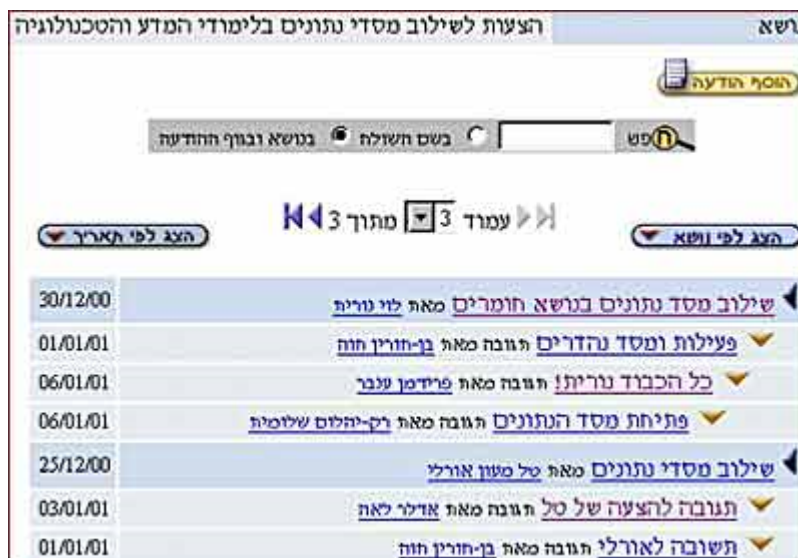 ושא הצעות לשילוב מסדי נתונים בלימודי המדע והטכנולוגיה
הוסף הודעה
חפש בשם השולח בנושא ובגוף ההודעה
עמוד 3 מתוך 3
הצג לפי נושא הצג לפי תאריך
שילוב מסד נתונים בנושא חומרים מאת לוי נורית 30/12/00
פעילות ומסד נהדרים תגובה מאת בן-חורין חוה 01/01/01
כל הכבוד נורית! תגובה מאת פרידמן ענבר 06/01/01
פתיחת מסד הנתונים תגובה מאת רק-יהלום שלומית 06/01/01
שילוב מסדי נתונים מאת טל מעון אורלי 25/12/00
תגובה להצעה של טל תגובה מאת אדלר לאה 03/01/01
תשובה לאורלי תגובה מאת בן-חורין חוה 01/01/01